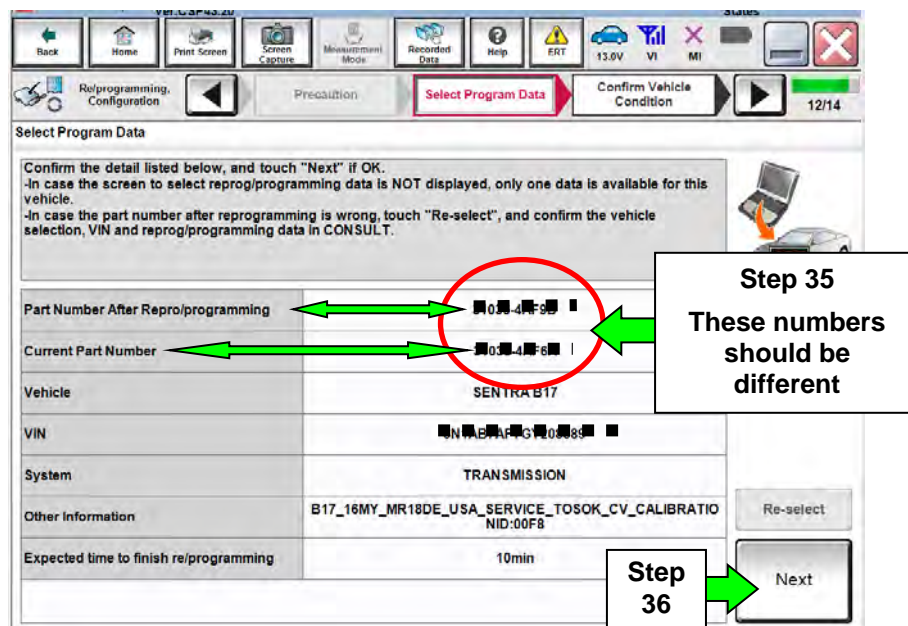 Ver.CSP43.20
States
Back
Home
Print Screen
Screen
Capture
Measurement
Mode
Recorded
Data
Help
ERT
13.0V
VI
MI
Re/programming,
Configuration
Precaution
Select Program Data
Confirm Vehicle
Condition
12/14
Select Program Data
Confirm the detail listed below, and touch "Next" if OK.
-In case the screen to select reprog/programming data is NOT displayed, only one data is available for this
vehicle.
-In case the part number after reprogramming is wrong, touch "Re-select", and confirm the vehicle
selection, VIN and reprog/programming data in CONSULT.
Step 35
These numbers
should be
different
Part Number After Repro/programming
Current Part Number
Vehicle
SENTRA B17
VIN
System
TRANSMISSION
Other Information
B17_16MY_MR18DE_USA_SERVICE_TOSOK_CV_CALIBRATIO
NID:00F8
Re-select
Expected time to finish re/programming
10min
Step
36
Next